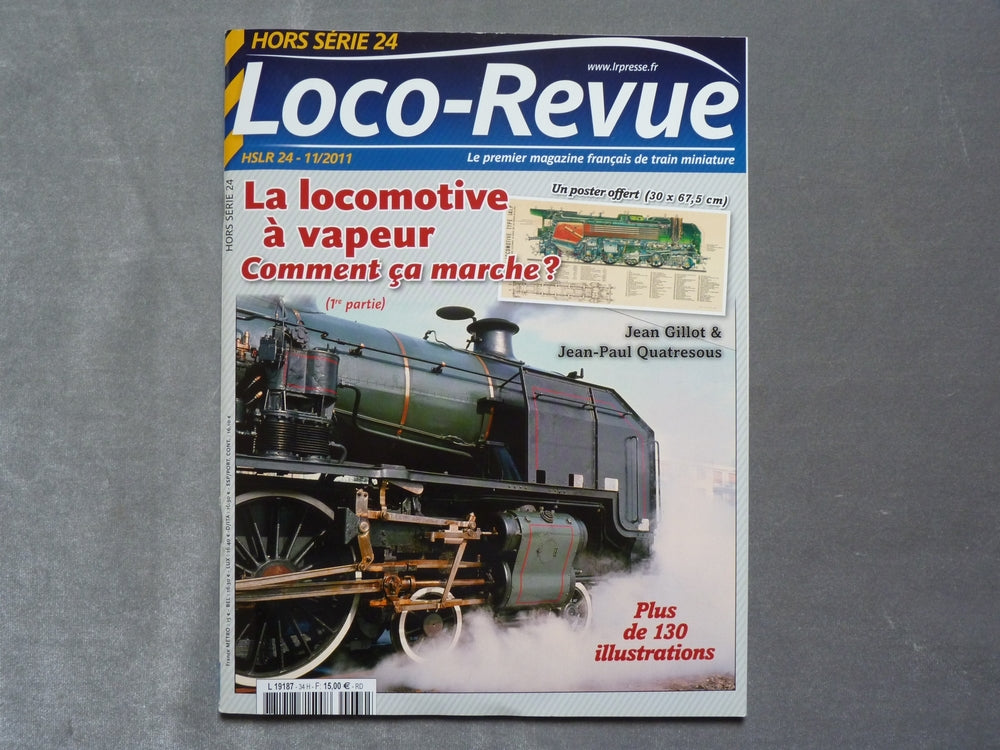 HORS SÉRIE 24
www.lrpresse.fr
Loco-Revue
HSLR 24 - 11/2011
Le premier magazine français de train miniature
HORS SÉRIE 24
La locomotive
à vapeur
Comment ça marche ?
(1re partie)
Un poster offert (30 x 67,5 cm)
Jean Gillot &
Jean-Paul Quatresous
Plus
de 130
illustrations
L 19187 - 34 H - F 15,00 € - RD